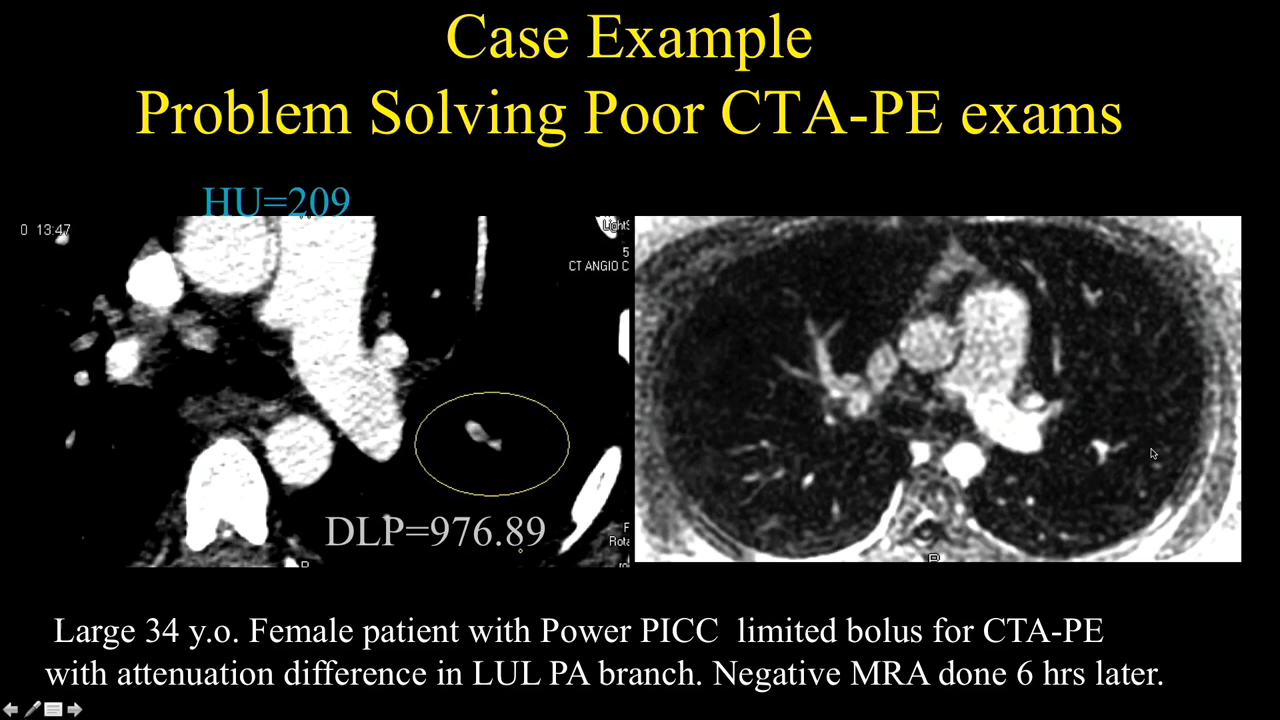 Case Example
Problem Solving Poor CTA-PE exams
HU=209
0 13:47
5
CT ANGIO C
DLP=976.89
F
Large 34 y.o. Female patient with Power PICC limited bolus for CTA-PE
with attenuation difference in LUL PA branch. Negative MRA done 6 hrs later.